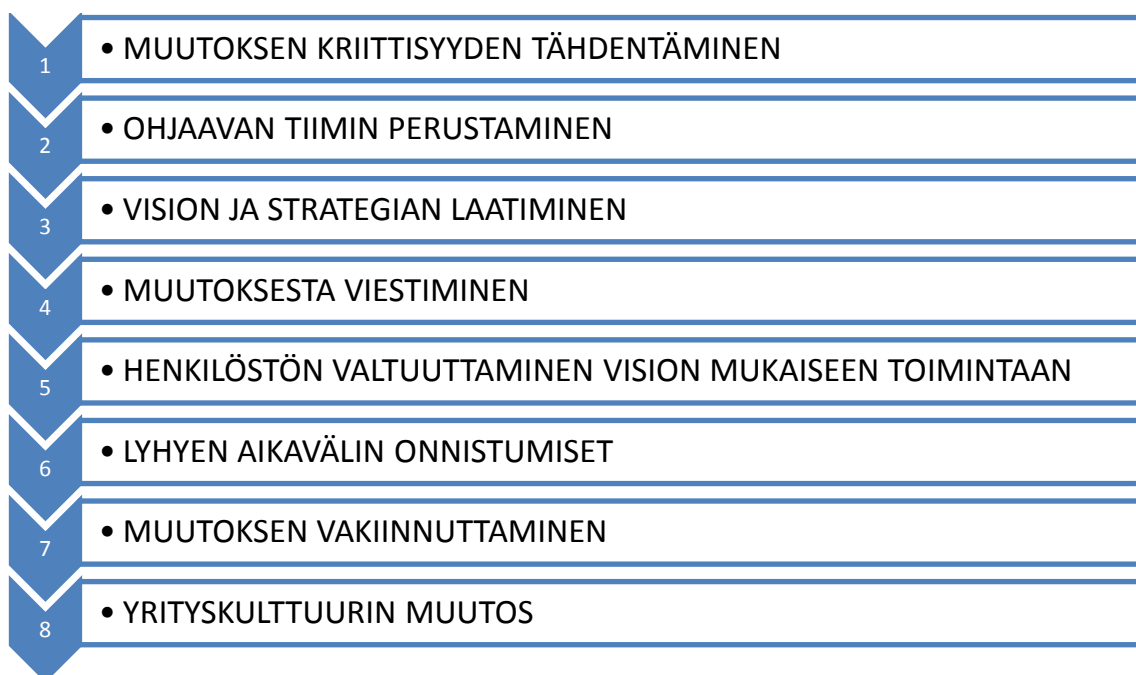 1 • MUUTOKSEN KRIITTISYYDEN TÄHDENTÄMINEN
2 • OHJAAVAN TIIMIN PERUSTAMINEN
3 • VISION JA STRATEGIAN LAATIMINEN
4 • MUUTOKSESTA VIESTIMINEN
5 • HENKILÖSTÖN VALTUUTTAMINEN VISION MUKAISEEN TOIMINTAAN
6 • LYHYEN AIKAVÄLIN ONNISTUMISET
7 • MUUTOKSEN VAKIINNUTTAMINEN
8 • YRITYSKULTTUURIN MUUTOS